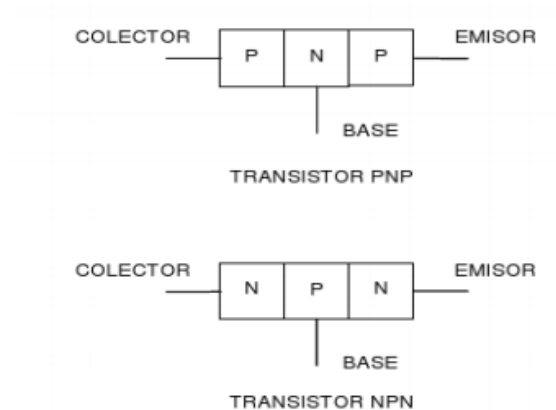 COLECTOR EMISOR
P N P
BASE
TRANSISTOR PNP
COLECTOR EMISOR
N P N
BASE
TRANSISTOR NPN